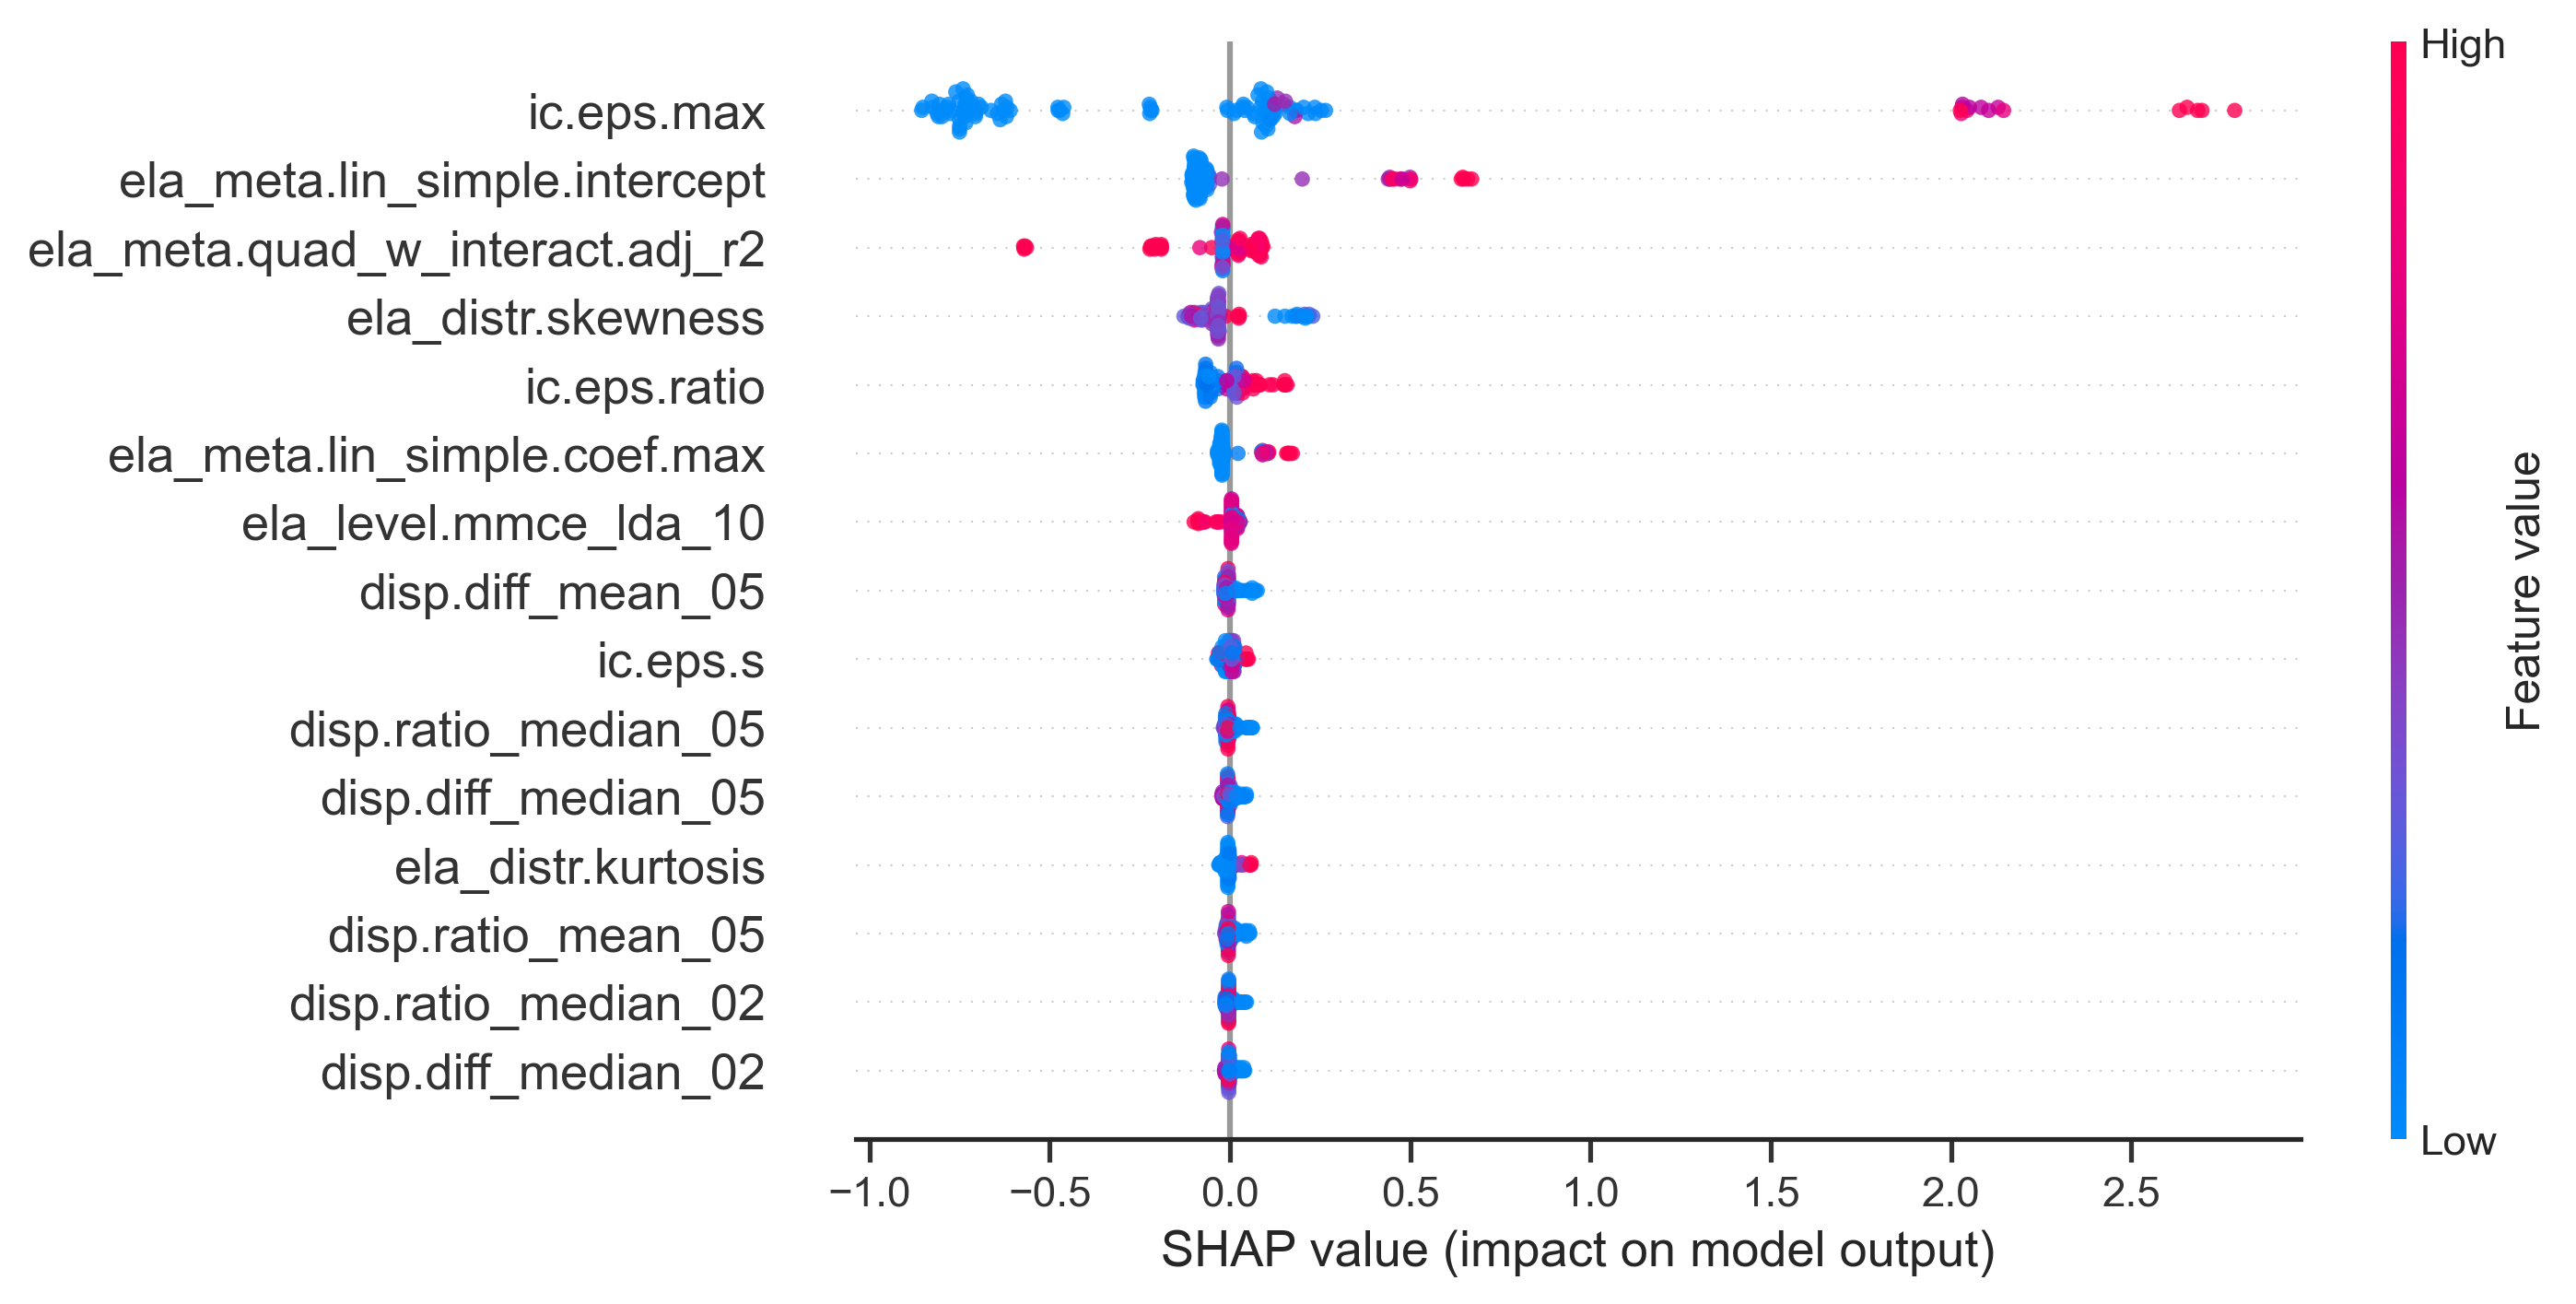 High
ic.eps.max
ela_meta.lin_simple.intercept
ela_meta.quad_w_interact.adj_r2
ela_distr.skewness
ic.eps.ratio
ela_meta.lin_simple.coef.max
ela_level.mmce_lda_10
disp.diff_mean_05
ic.eps.s
disp.ratio_median_05
disp.diff_median_05
ela_distr.kurtosis
disp.ratio_mean_05
disp.ratio_median_02
disp.diff_median_02
Feature value
Low
−1.0 −0.5 0.0 0.5 1.0 1.5 2.0 2.5
SHAP value (impact on model output)